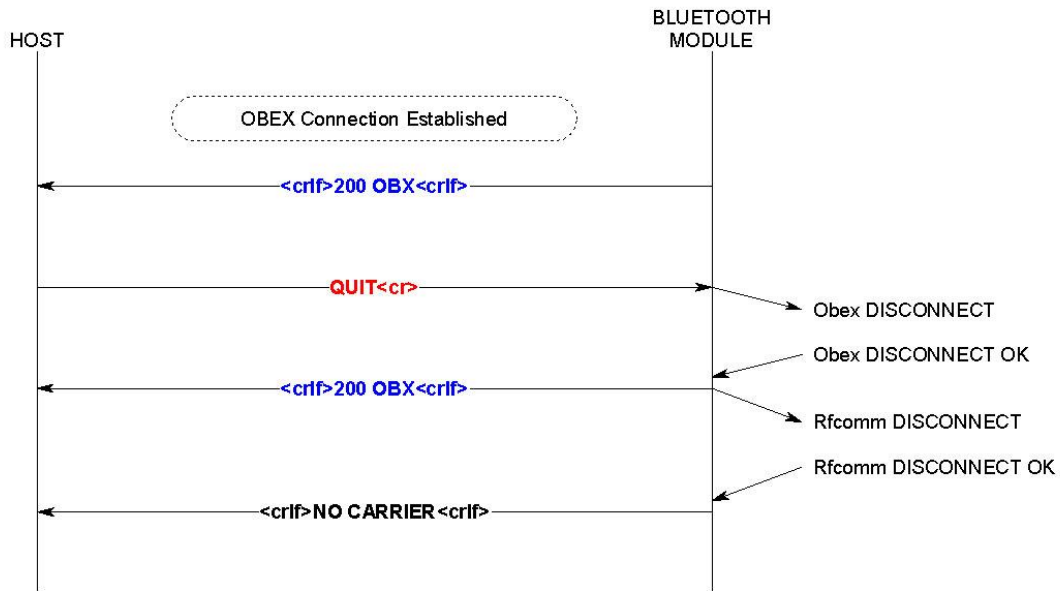 HOST
BLUETOOTH
MODULE
OBEX Connection Established
<crlf>200 OBX<crlf>
QUIT<cr>
Obex DISCONNECT
Obex DISCONNECT OK
<crlf>200 OBX<crlf>
Rfcomm DISCONNECT
Rfcomm DISCONNECT OK
<crlf>NO CARRIER<crlf>